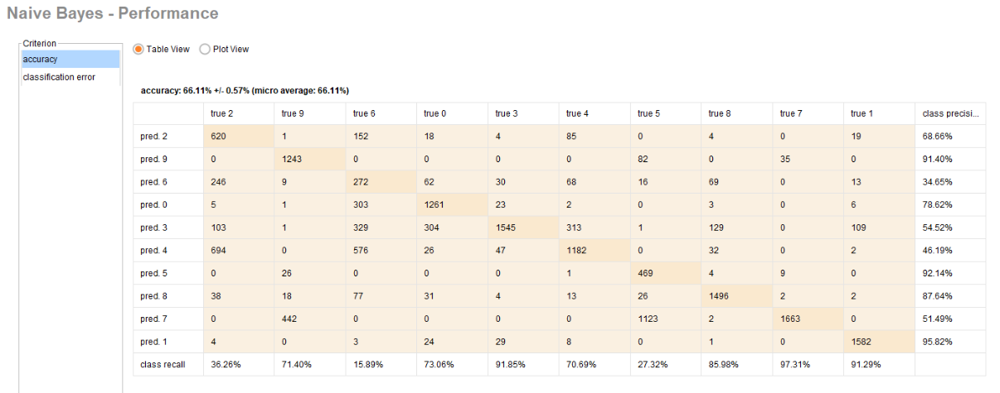 Naive Bayes - Performance
Criterion
accuracy
classification error
Table View Plot View
accuracy: 66.11% +/- 0.57% (micro average: 66.11%)
true 2 true 9 true 6 true 0 true 3 true 4 true 5 true 8 true 7 true 1 class precisi...
pred. 2 620 1 152 18 4 85 0 4 0 19 68.66%
pred. 9 0 1243 0 0 0 0 82 0 35 0 91.40%
pred. 6 246 9 272 62 30 68 16 69 0 13 34.65%
pred. 0 5 1 303 1261 23 2 0 3 0 6 78.62%
pred. 3 103 1 329 304 1545 313 1 129 0 109 54.52%
pred. 4 694 0 576 26 47 1182 0 32 0 2 46.19%
pred. 5 0 26 0 0 0 1 469 4 9 0 92.14%
pred. 8 38 18 77 31 4 13 26 1496 2 2 87.64%
pred. 7 0 442 0 0 0 0 1123 2 1663 0 51.49%
pred. 1 4 0 3 24 29 8 0 1 0 1582 95.82%
class recall 36.26% 71.40% 15.89% 73.06% 91.85% 70.69% 27.32% 85.98% 97.31% 91.29%